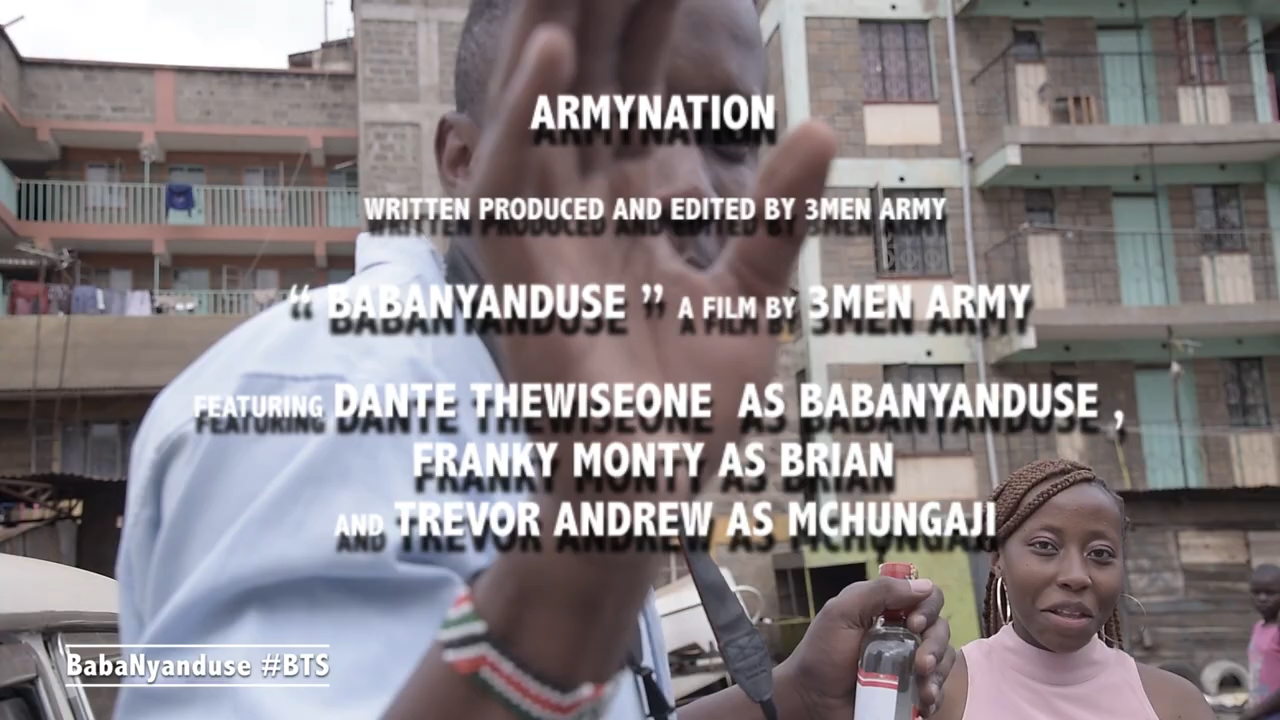 ARMYNATION
WRITTEN PRODUCED AND EDITED BY 3MEN ARMY
“ BABANYANDUSE ” A FILM BY 3MEN ARMY
FEATURING DANTE THEWISEONE AS BABANYANDUSE ,
FRANKY MONTY AS BRIAN
AND TREVOR ANDREW AS MCHUNGAJI
BabaNyanduse #BTS